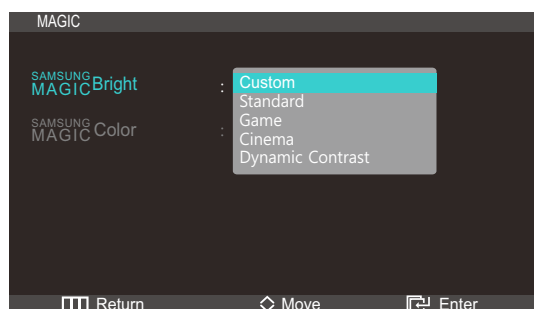 MAGIC
SAMSUNG
MAGIC Bright : Custom
Standard
SAMSUNG
MAGIC Color : Game
Cinema
Dynamic Contrast
Return Move Enter